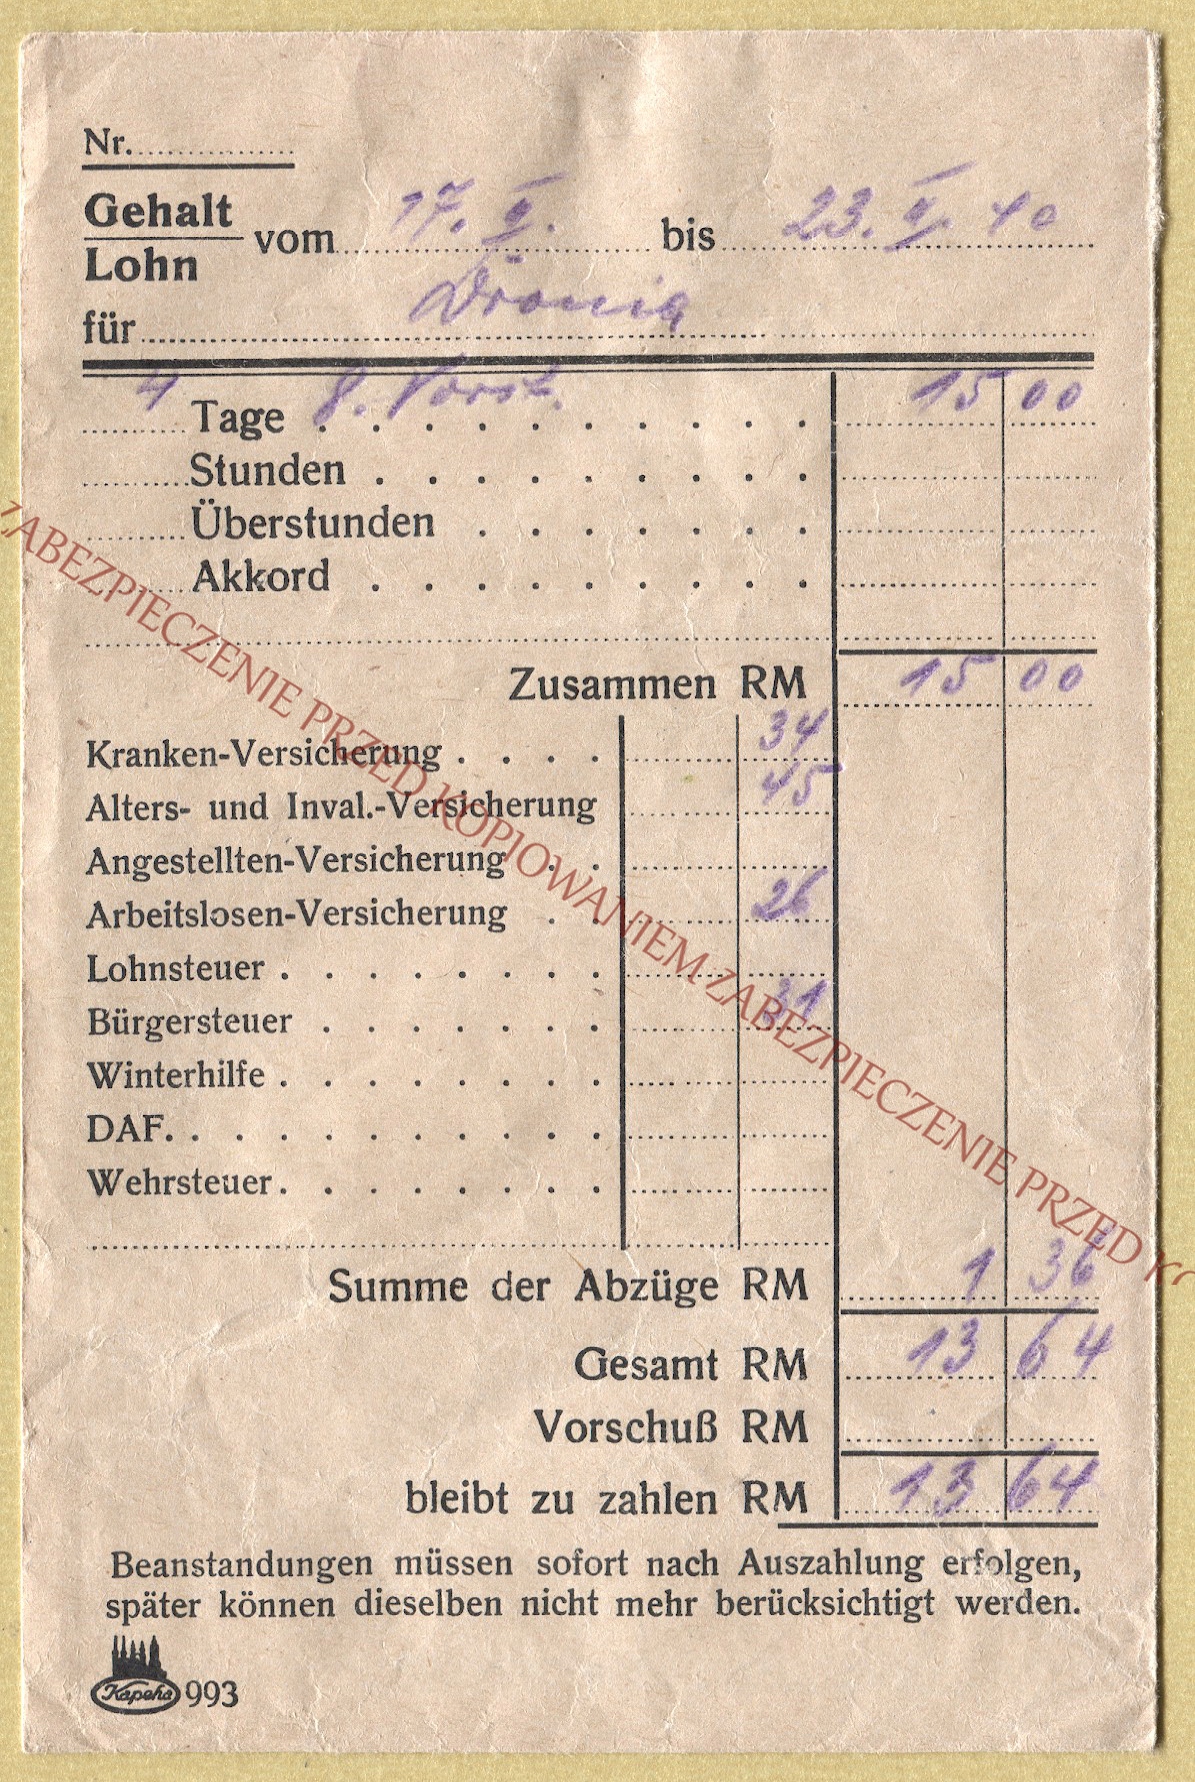 Nr.
Gehalt
Lohn
vom 17. V. bis 23. V. 40
für
4 Tage 8. Vorst. 15 00
Stunden
Überstunden
Akkord
Zusammen RM 15 00
Kranken-Versicherung 34
Alters- und Inval.-Versicherung 45
Angestellten-Versicherung
Arbeitslosen-Versicherung 26
Lohnsteuer
Bürgersteuer 31
Winterhilfe
DAF.
Wehrsteuer
Summe der Abzüge RM 1 36
Gesamt RM 13 64
Vorschuß RM
bleibt zu zahlen RM 13 64
Beanstandungen müssen sofort nach Auszahlung erfolgen,
später können dieselben nicht mehr berücksichtigt werden.
Kapeha 993
ZABEZPIECZENIE PRZED KOPIOWANIEM ZABEZPIECZENIE PRZED KO